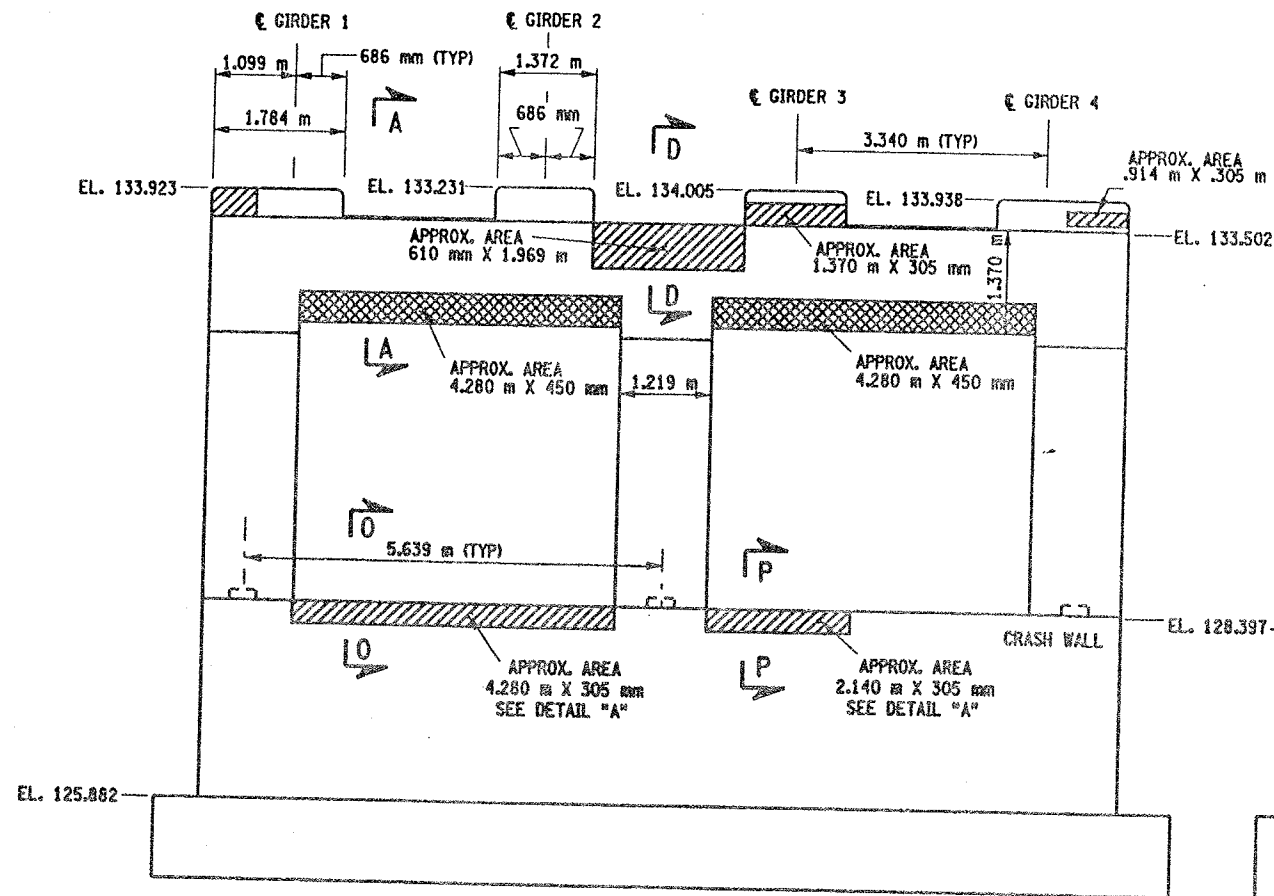 ℄ GIRDER 1
℄ GIRDER 2
1.099 m
686 mm (TYP)
1.372 m
℄ GIRDER 3
℄ GIRDER 4
1.784 m
A
686 mm
D
3.340 m (TYP)
APPROX. AREA
.914 m X .305 m
EL. 133.923
EL. 133.231
EL. 134.005
EL. 133.938
EL. 133.502
APPROX. AREA
610 mm X 1.969 m
APPROX. AREA
1.370 m X 305 mm
1.370 m
D
A
APPROX. AREA
4.280 m X 450 mm
1.219 m
APPROX. AREA
4.280 m X 450 mm
O
5.639 m (TYP)
P
EL. 128.397
CRASH WALL
O
APPROX. AREA
4.280 m X 305 mm
SEE DETAIL "A"
P
APPROX. AREA
2.140 m X 305 mm
SEE DETAIL "A"
EL. 125.882